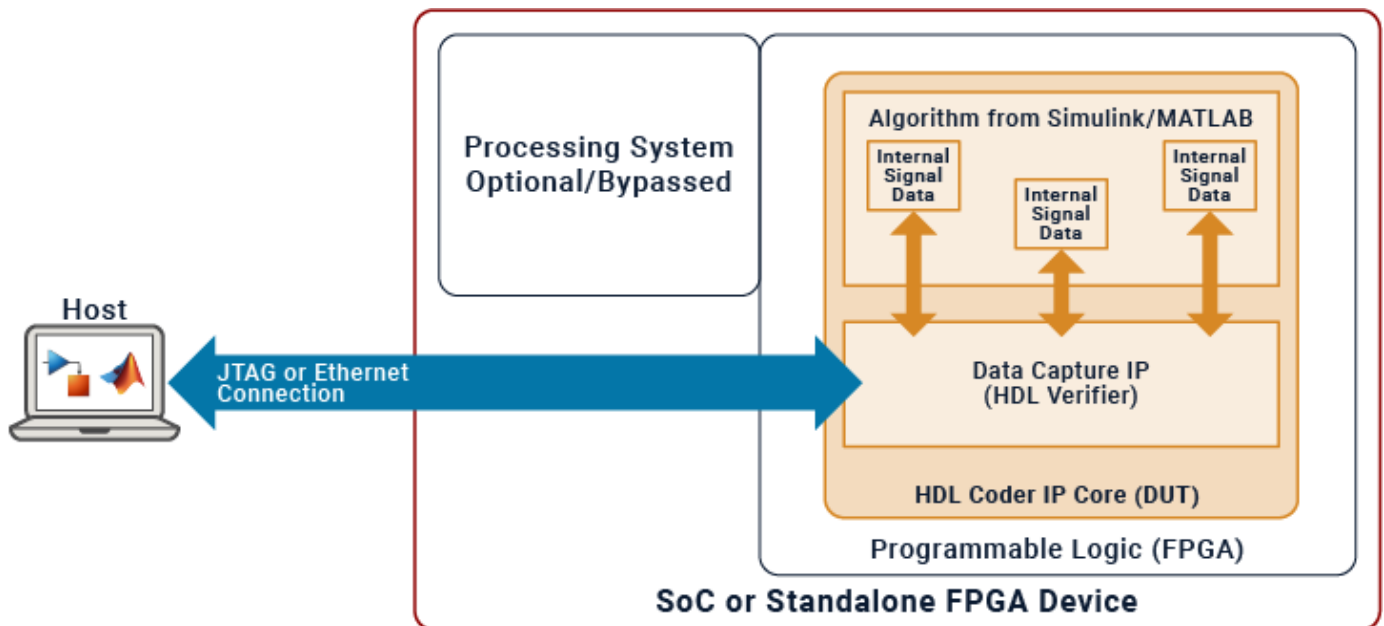 Processing System
Optional/Bypassed
Algorithm from Simulink/MATLAB
Internal
Signal
Data
Internal
Signal
Data
Internal
Signal
Data
Host
JTAG or Ethernet
Connection
Data Capture IP
(HDL Verifier)
HDL Coder IP Core (DUT)
Programmable Logic (FPGA)
SoC or Standalone FPGA Device